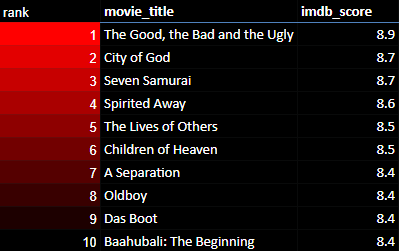 rank movie_title imdb_score
1 The Good, the Bad and the Ugly 8.9
2 City of God 8.7
3 Seven Samurai 8.7
4 Spirited Away 8.6
5 The Lives of Others 8.5
6 Children of Heaven 8.5
7 A Separation 8.4
8 Oldboy 8.4
9 Das Boot 8.4
10 Baahubali: The Beginning 8.4